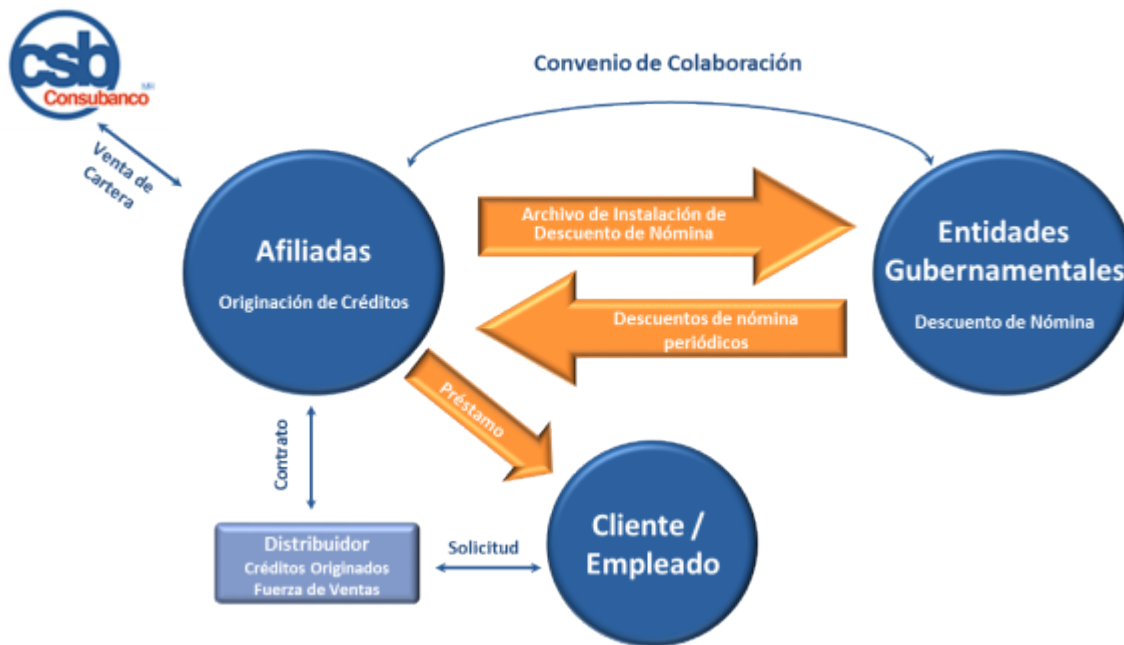 csb
Consubanco
MR
Convenio de Colaboración
Venta de
Cartera
Afiliadas
Originación de Créditos
Archivo de Instalación de
Descuento de Nómina
Entidades
Gubernamentales
Descuento de Nómina
Descuentos de nómina
periódicos
Préstamo
Contrato
Cliente /
Empleado
Distribuidor
Créditos Originados
Fuerza de Ventas
Solicitud